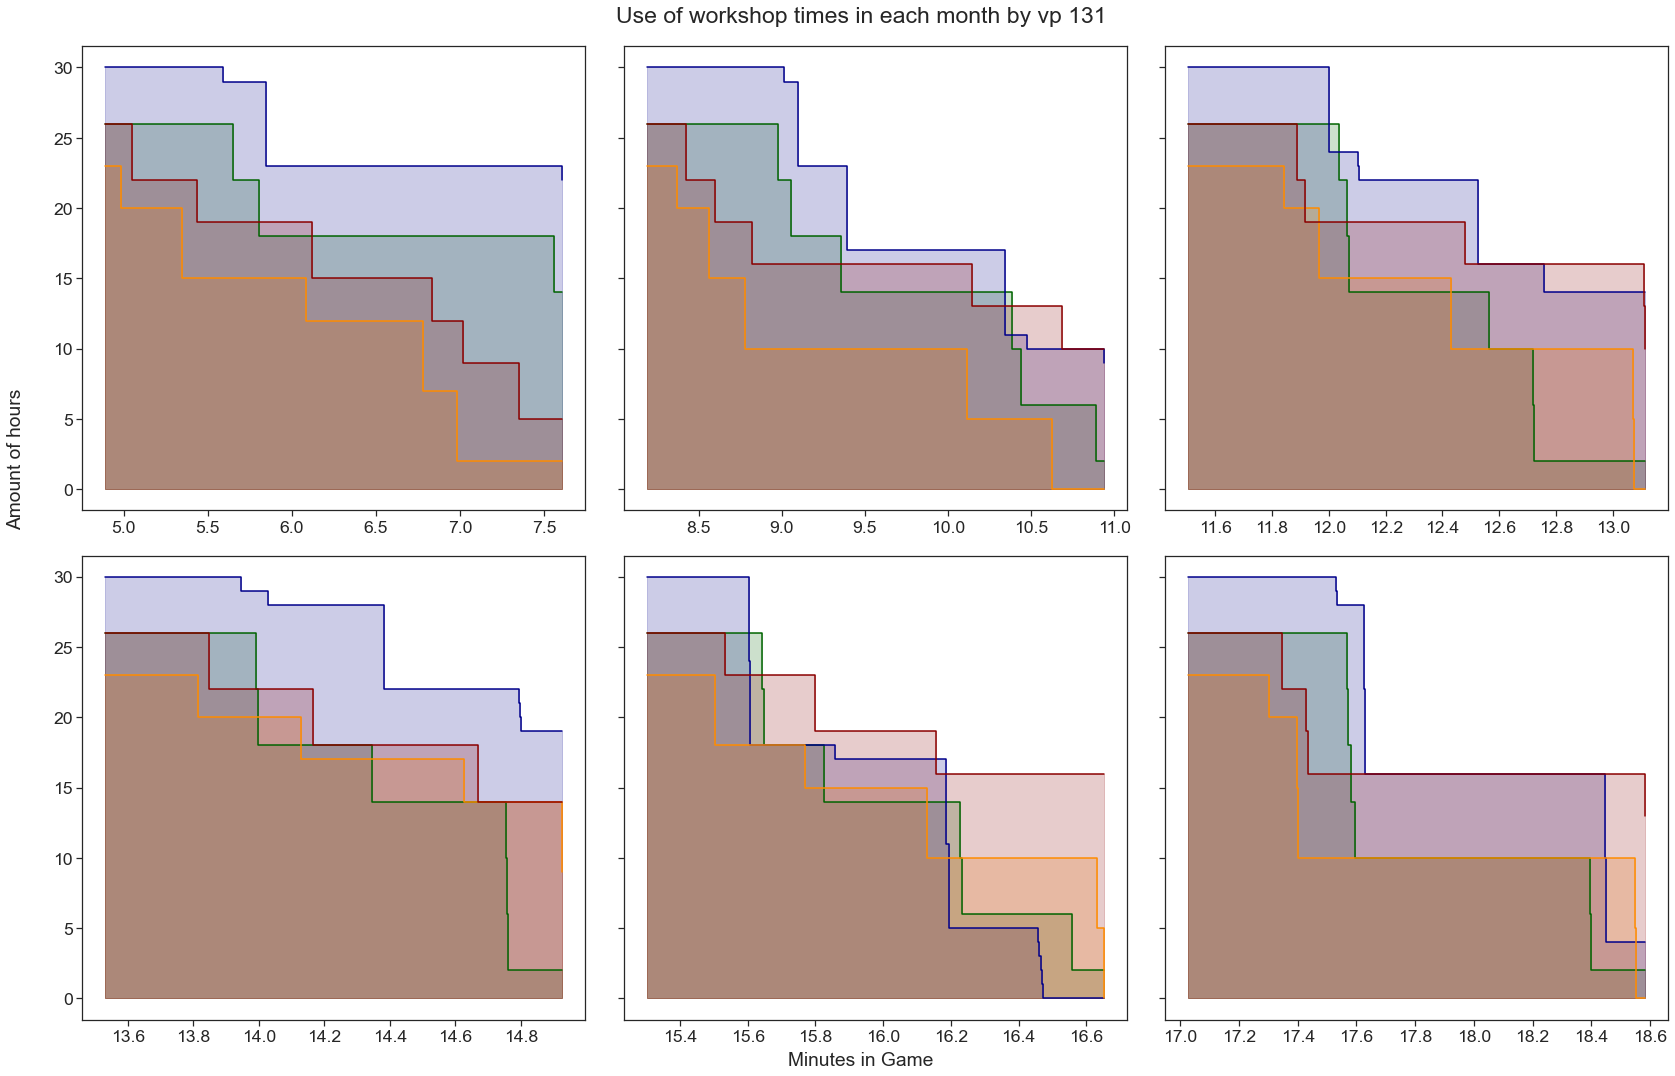 Use of workshop times in each month by vp 131
Amount of hours
30
25
20
15
10
5
0
5.0 5.5 6.0 6.5 7.0 7.5
8.5 9.0 9.5 10.0 10.5 11.0
11.6 11.8 12.0 12.2 12.4 12.6 12.8 13.0
30
25
20
15
10
5
0
13.6 13.8 14.0 14.2 14.4 14.6 14.8
15.4 15.6 15.8 16.0 16.2 16.4 16.6
17.0 17.2 17.4 17.6 17.8 18.0 18.2 18.4 18.6
Minutes in Game